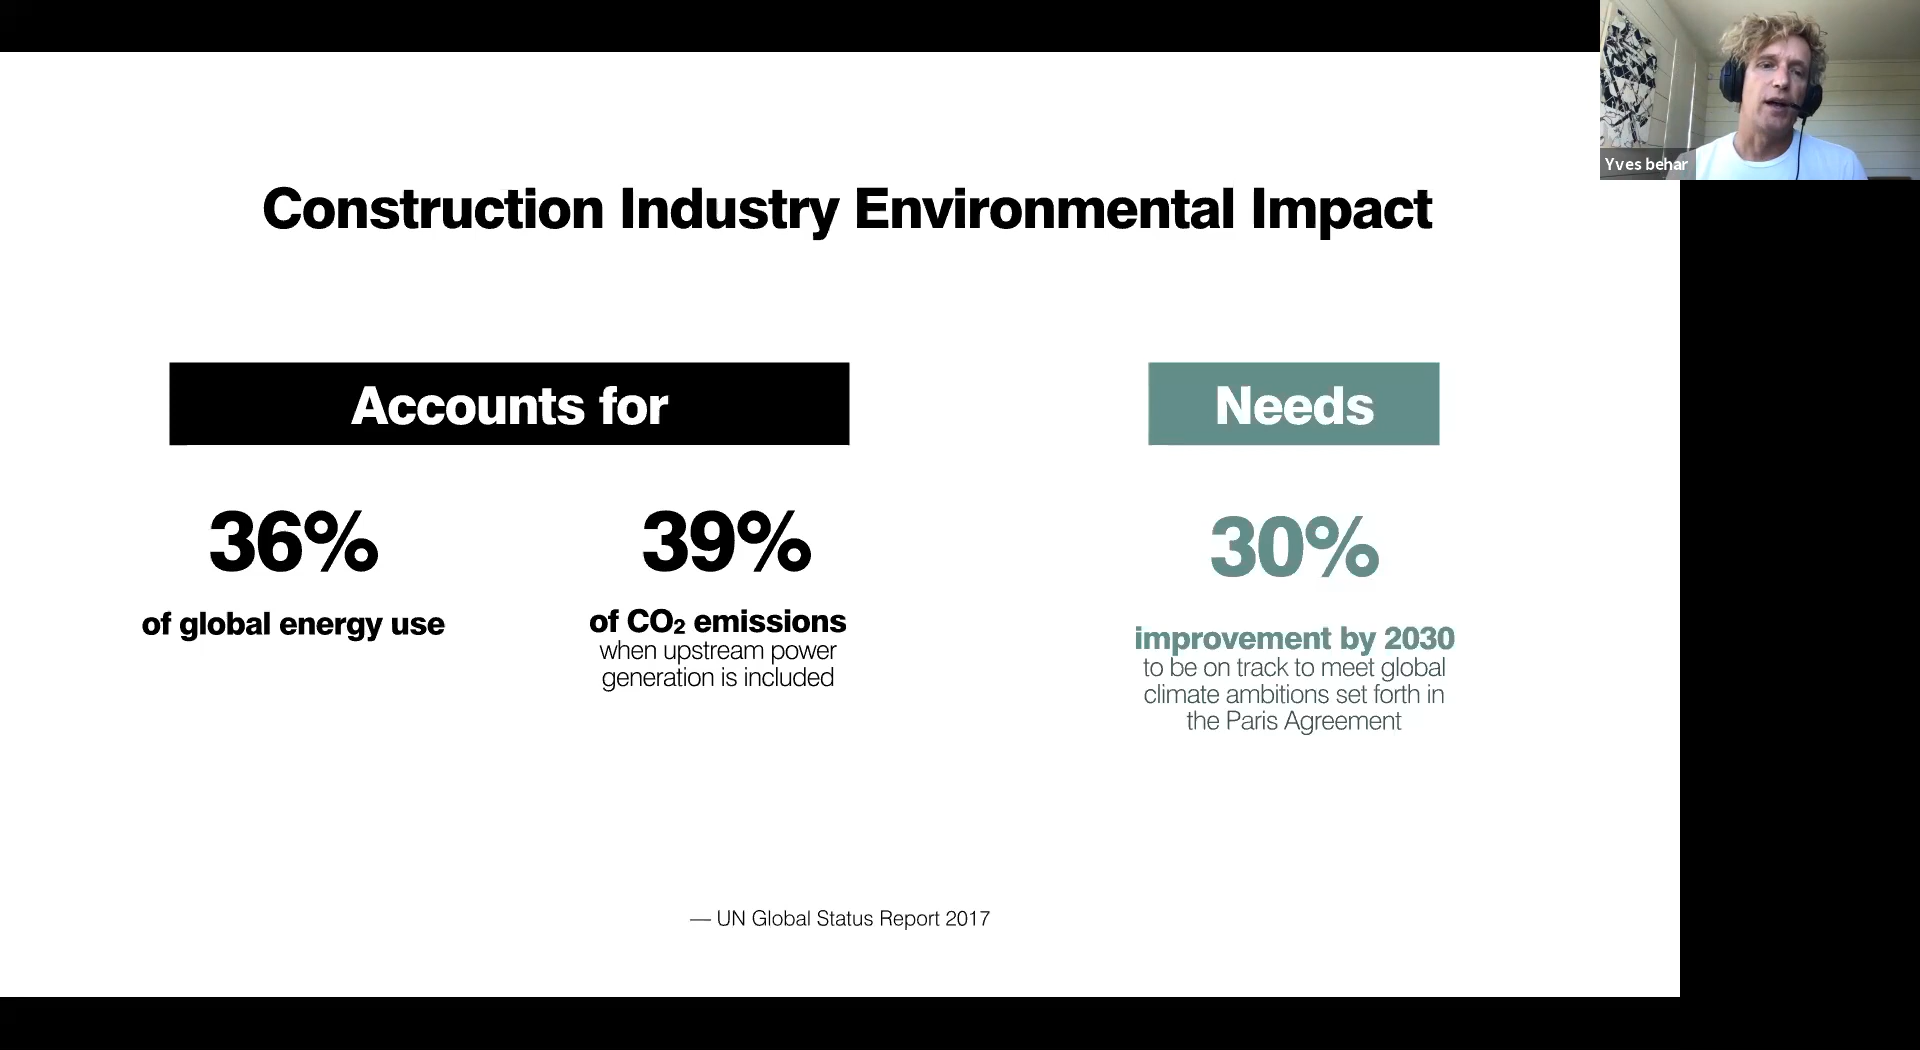 Yves behar
Construction Industry Environmental Impact
Accounts for
36%
of global energy use
39%
of CO₂ emissions
when upstream power
generation is included
Needs
30%
improvement by 2030
to be on track to meet global
climate ambitions set forth in
the Paris Agreement
— UN Global Status Report 2017